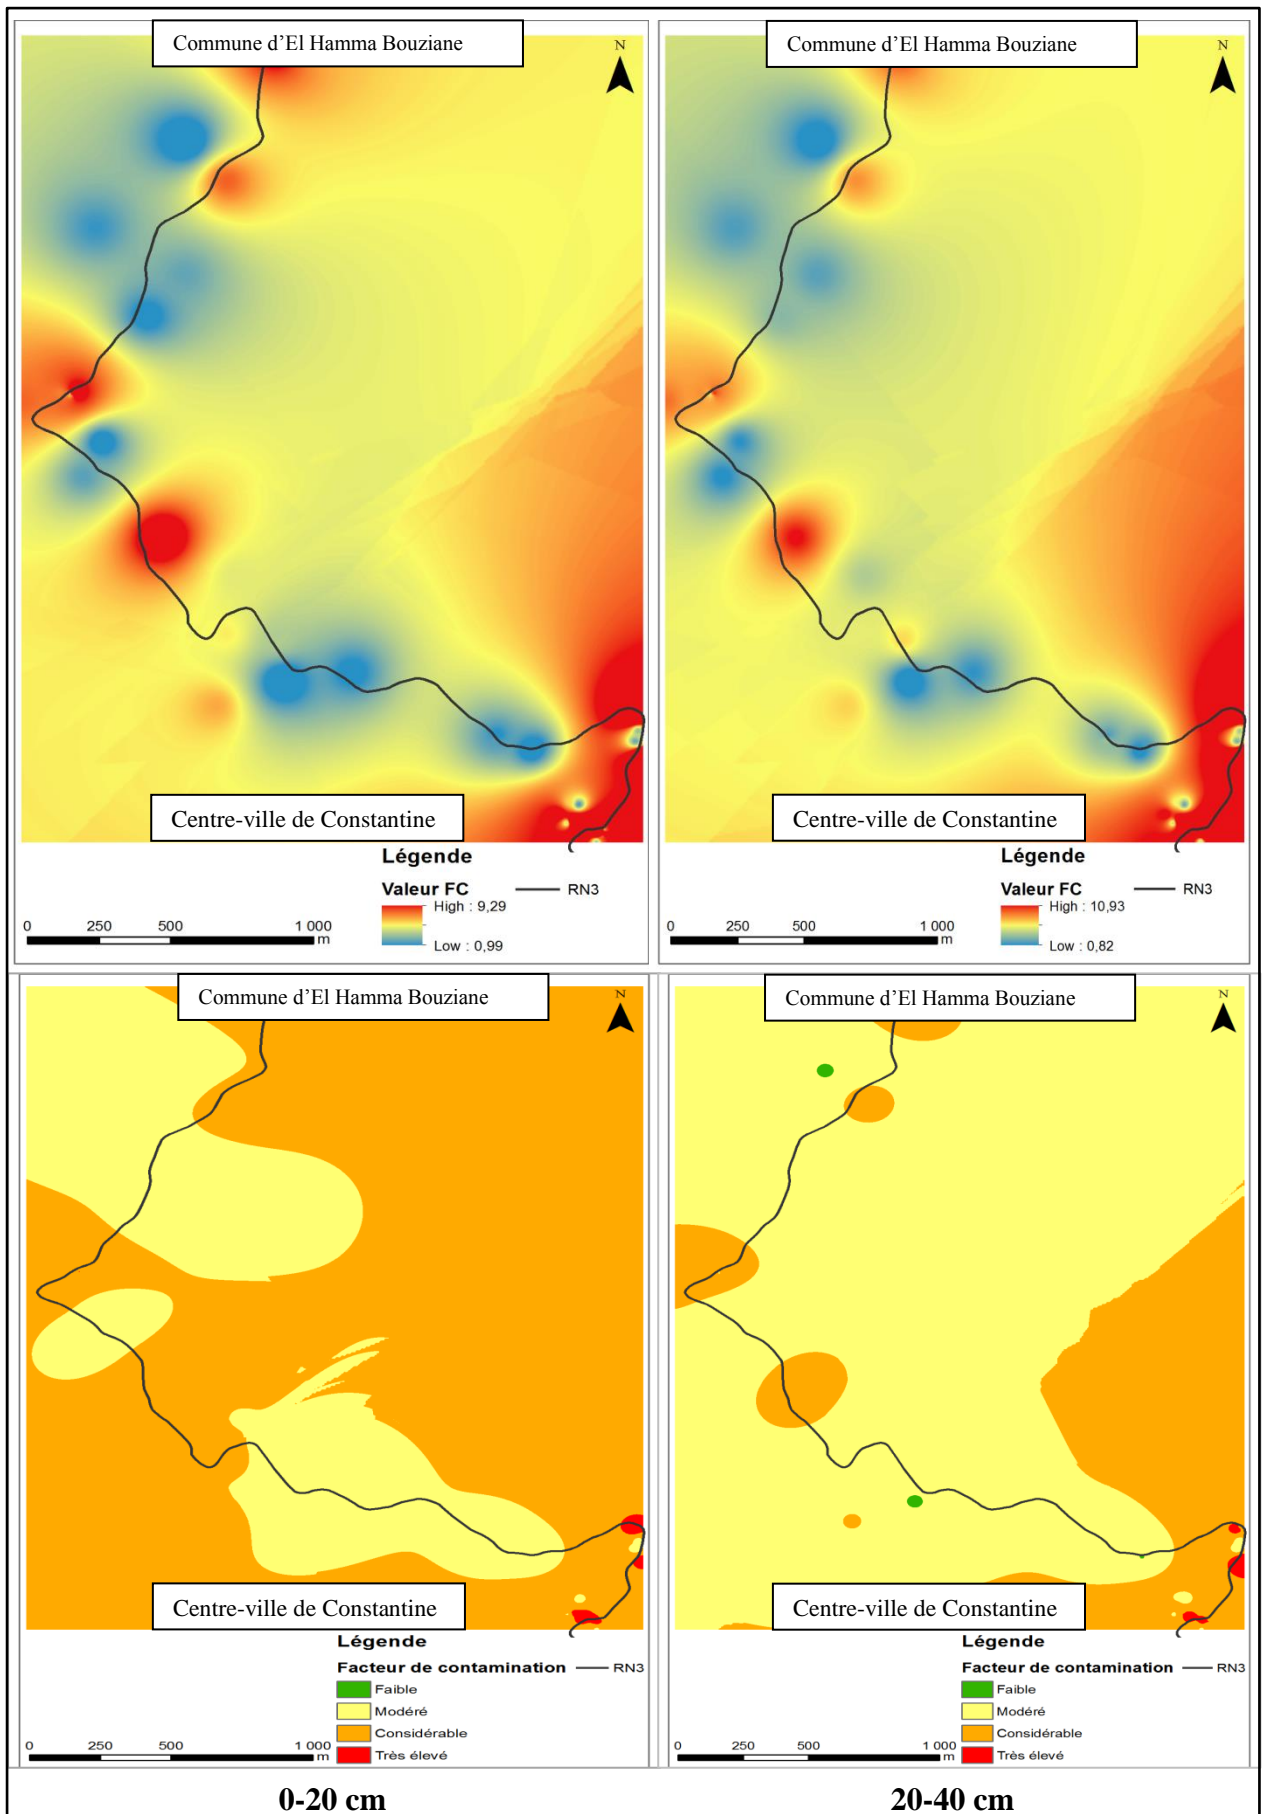 Commune d'El Hamma Bouziane
N
Centre-ville de Constantine
Légende
Valeur FC
RN3
High : 9,29
Low : 0,99
0 250 500 1 000
m
Commune d'El Hamma Bouziane
N
Centre-ville de Constantine
Légende
Valeur FC
RN3
High : 10,93
Low : 0,82
0 250 500 1 000
m
Commune d'El Hamma Bouziane
N
Centre-ville de Constantine
Légende
Facteur de contamination
RN3
Faible
Modéré
Considérable
Très élevé
0 250 500 1 000
m
Commune d'El Hamma Bouziane
N
Centre-ville de Constantine
Légende
Facteur de contamination
RN3
Faible
Modéré
Considérable
Très élevé
0 250 500 1 000
m
0-20 cm
20-40 cm